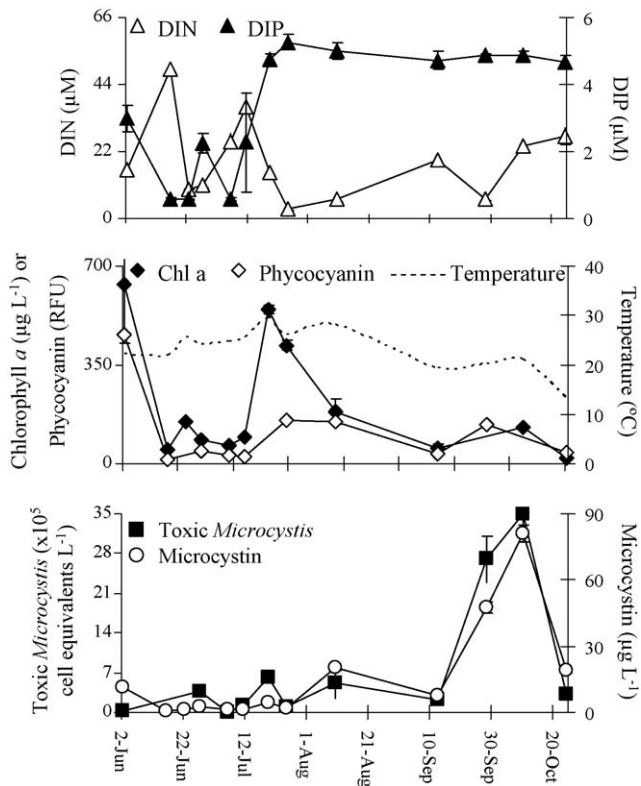 66
44
22
0
DIN (µM)
DIN
DIP
6
4
2
0
DIP
(µM)
700
350
0
Chlorophyll a (µg L-1) or
Phycocyanin (RFU)
Chl a
Phycocyanin
Temperature
40
30
20
10
0
Temperature
(°C)
35
28
21
14
7
0
Toxic Microcystis (x10⁵
cell equivalents L-1)
Toxic Microcystis
Microcystin
90
60
30
0
Microcystin
(µg L-1)
2-Jun
22-Jun
12-Jul
1-Aug
21-Aug
10-Sep
30-Sep
20-Oct